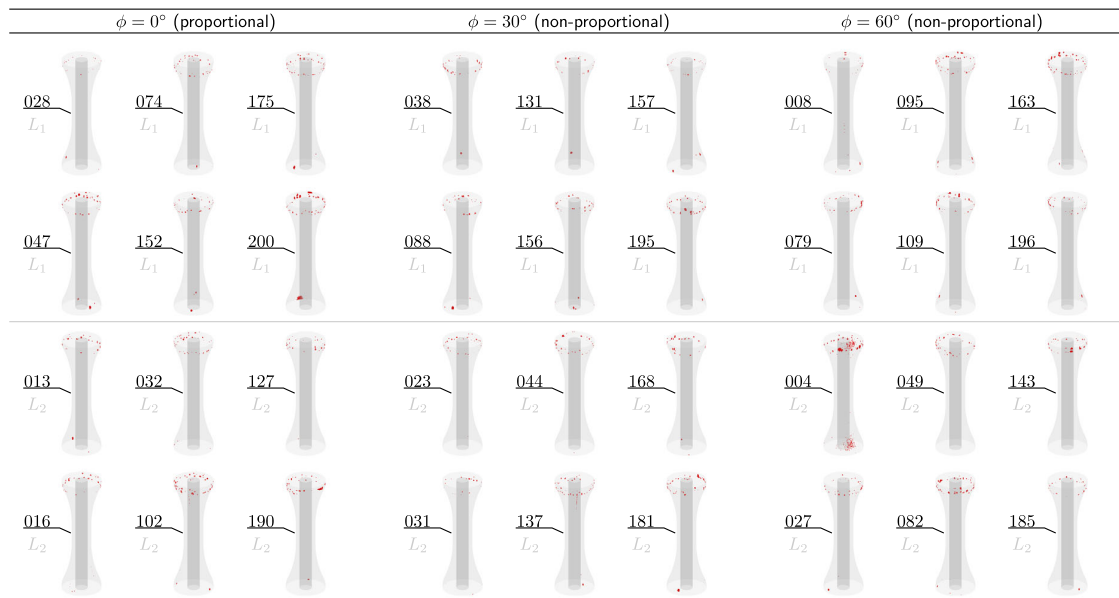 ϕ = 0° (proportional) ϕ = 30° (non-proportional) ϕ = 60° (non-proportional)
028 074 175 038 131 157 008 095 163
L₁ L₁ L₁ L₁ L₁ L₁ L₁ L₁ L₁
047 152 200 088 156 195 079 109 196
L₁ L₁ L₁ L₁ L₁ L₁ L₁ L₁ L₁
013 032 127 023 044 168 004 049 143
L₂ L₂ L₂ L₂ L₂ L₂ L₂ L₂ L₂
016 102 190 031 137 181 027 082 185
L₂ L₂ L₂ L₂ L₂ L₂ L₂ L₂ L₂